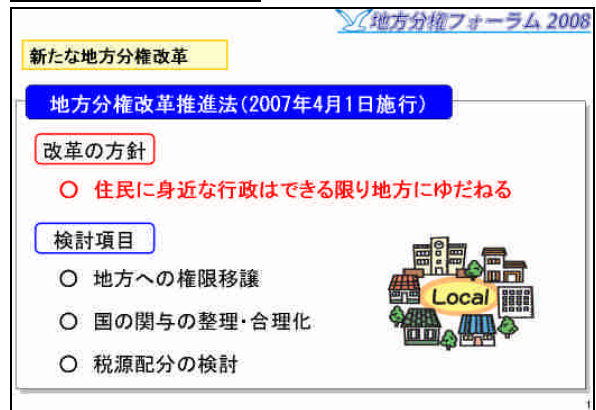 地方分権フォーラム 2008
新たな地方分権改革
地方分権改革推進法(2007年4月1日施行)
改革の方針
○ 住民に身近な行政はできる限り地方にゆだねる
検討項目
○ 地方への権限移譲
○ 国の関与の整理・合理化
○ 税源配分の検討
Local
1